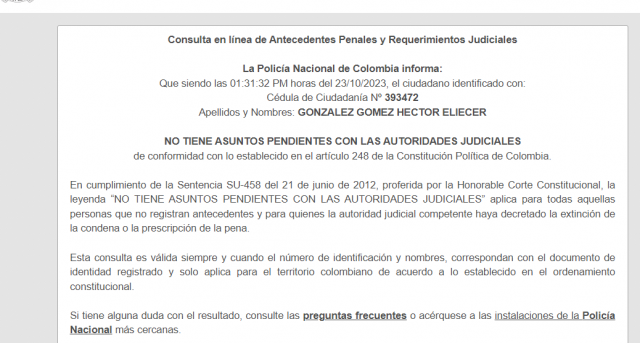 Consulta en línea de Antecedentes Penales y Requerimientos Judiciales
La Policía Nacional de Colombia informa:
Que siendo las 01:31:32 PM horas del 23/10/2023, el ciudadano identificado con:
Cédula de Ciudadanía Nº 393472
Apellidos y Nombres: GONZALEZ GOMEZ HECTOR ELIECER
NO TIENE ASUNTOS PENDIENTES CON LAS AUTORIDADES JUDICIALES
de conformidad con lo establecido en el artículo 248 de la Constitución Política de Colombia.
En cumplimiento de la Sentencia SU-458 del 21 de junio de 2012, proferida por la Honorable Corte Constitucional, la
leyenda "NO TIENE ASUNTOS PENDIENTES CON LAS AUTORIDADES JUDICIALES" aplica para todas aquellas
personas que no registran antecedentes y para quienes la autoridad judicial competente haya decretado la extinción de
la condena o la prescripción de la pena.
Esta consulta es válida siempre y cuando el número de identificación y nombres, correspondan con el documento de
identidad registrado y solo aplica para el territorio colombiano de acuerdo a lo establecido en el ordenamiento
constitucional.
Si tiene alguna duda con el resultado, consulte las preguntas frecuentes o acérquese a las instalaciones de la Policía
Nacional más cercanas.